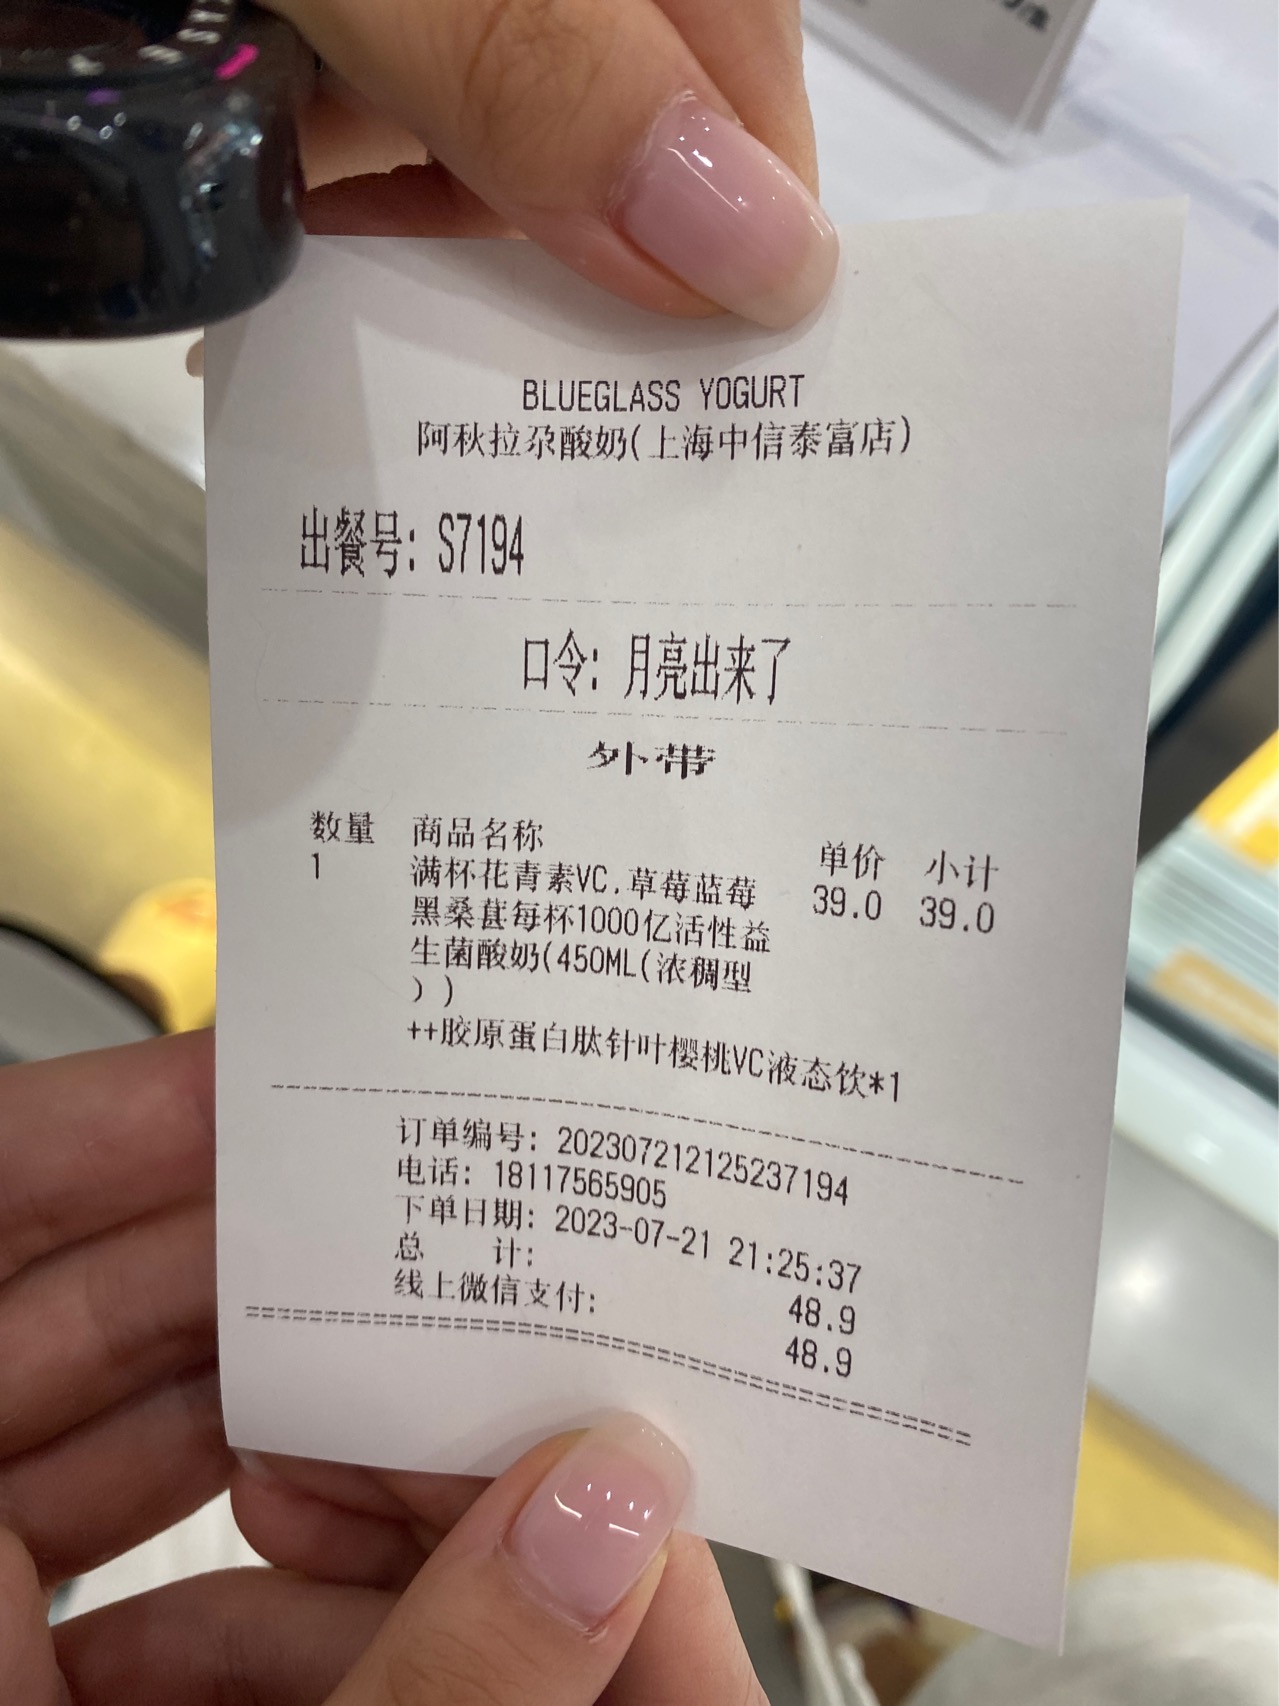 BLUEGLASS YOGURT
阿秋拉尕酸奶(上海中信泰富店)
出餐号: S7194
口令: 月亮出来了
外带
数量 商品名称 单价 小计
1 满杯花青素VC.草莓蓝莓 39.0 39.0
黑桑葚每杯1000亿活性益
生菌酸奶(450ML(浓稠型
))
++胶原蛋白肽针叶樱桃VC液态饮*1
订单编号: 202307212125237194
电话: 18117565905
下单日期: 2023-07-21 21:25:37
总 计: 48.9
线上微信支付: 48.9